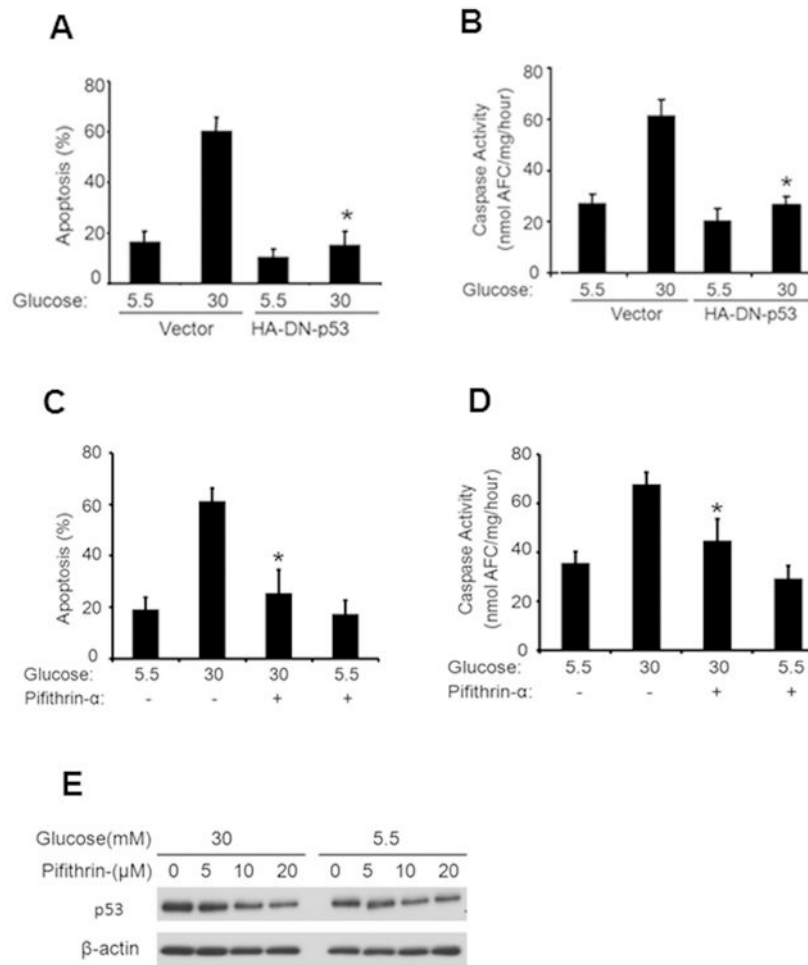 A
Apoptosis (%)
80
60
40
20
0
Glucose: 5.5 30 5.5 30
Vector HA-DN-p53
*
B
Caspase Activity
(nmol AFC/mg/hour)
80
60
40
20
0
Glucose: 5.5 30 5.5 30
Vector HA-DN-p53
*
C
Apoptosis (%)
80
60
40
20
0
*
Glucose: 5.5 30 30 5.5
Pifithrin-α: - - + +
D
Caspase Activity
(nmol AFC/mg/hour)
80
60
40
20
0
*
Glucose: 5.5 30 30 5.5
Pifithrin-α: - - + +
E
Glucose(mM) 30 5.5
Pifithrin-(μM) 0 5 10 20 0 5 10 20
p53
β-actin